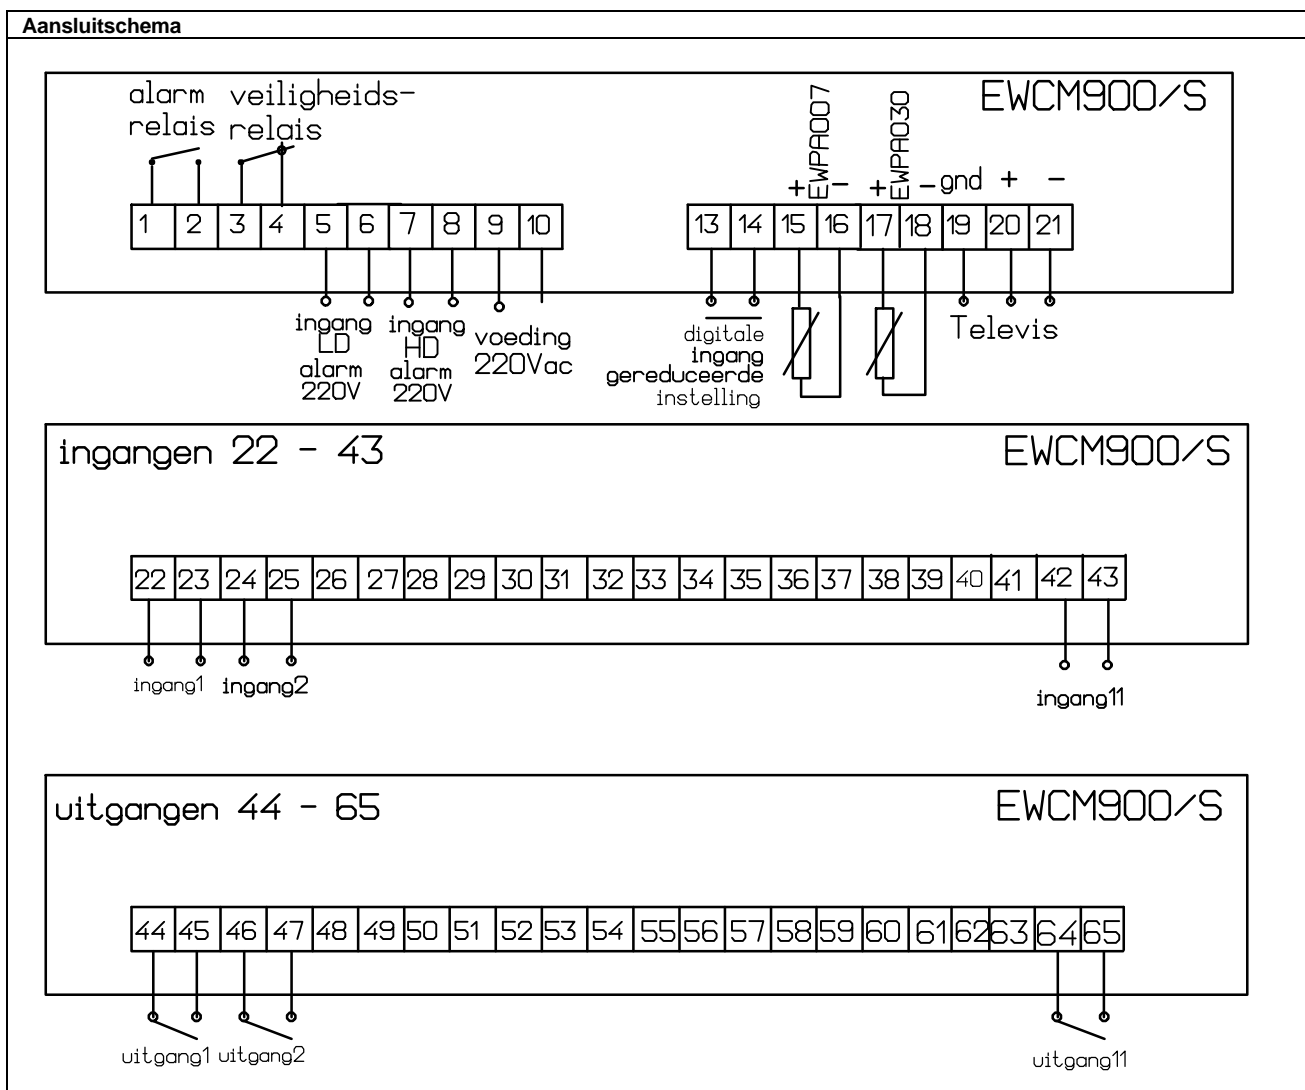 Aansluitschema
alarm veiligheids- EWCM900/S
relais relais
EWPA007
EWPA030
+ - + - gnd + -
1 2 3 4 5 6 7 8 9 10 13 14 15 16 17 18 19 20 21
ingang ingang voeding digitale Televis
LD HD 220Vac ingang
alarm alarm gereduceerde
220V 220V instelling
ingangen 22 - 43 EWCM900/S
22 23 24 25 26 27 28 29 30 31 32 33 34 35 36 37 38 39 40 41 42 43
ingang1 ingang2 ingang11
uitgangen 44 - 65 EWCM900/S
44 45 46 47 48 49 50 51 52 53 54 55 56 57 58 59 60 61 62 63 64 65
uitgang1 uitgang2 uitgang11